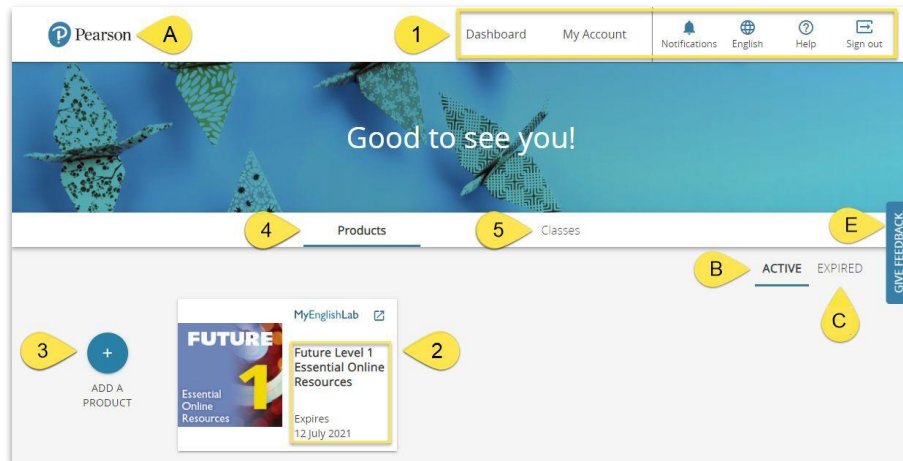 Pearson
A
1
Dashboard
My Account
Notifications
English
Help
Sign out
Good to see you!
4
Products
5
Classes
E
GIVE FEEDBACK
B
ACTIVE
EXPIRED
C
3
+
ADD A
PRODUCT
FUTURE
1
Essential
Online
Resources
MyEnglishLab
Future Level 1
Essential Online
Resources
Expires
12 July 2021
2